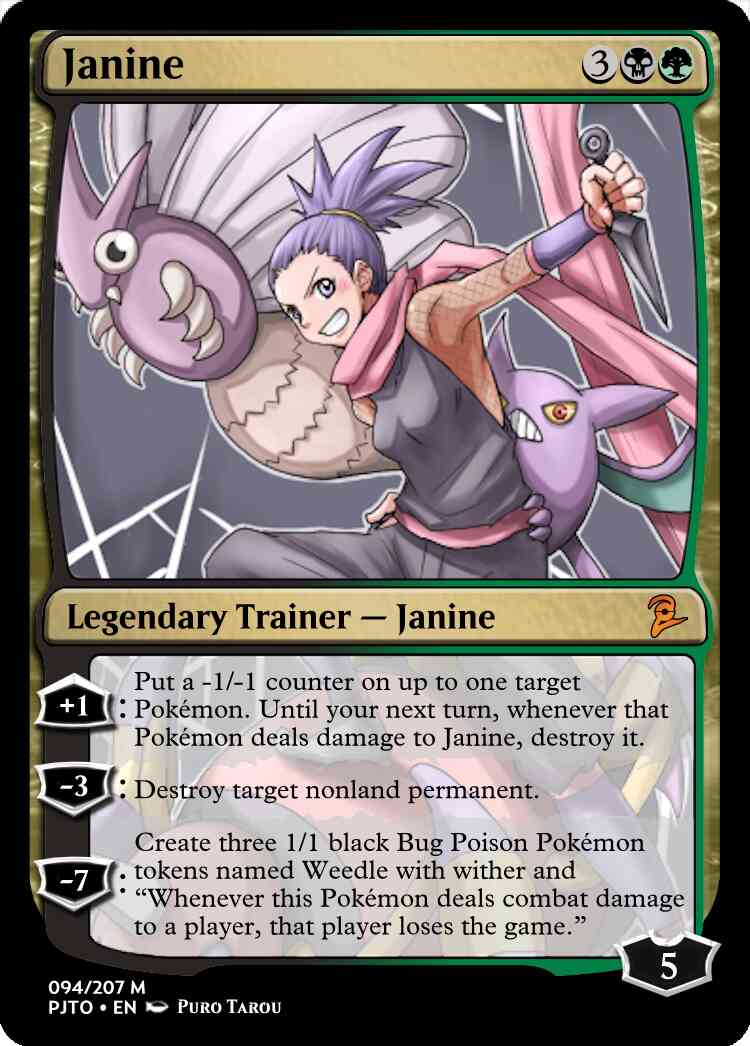 Janine 3
Legendary Trainer — Janine
+1 : Put a -1/-1 counter on up to one target
Pokémon. Until your next turn, whenever that
Pokémon deals damage to Janine, destroy it.
-3 : Destroy target nonland permanent.
Create three 1/1 black Bug Poison Pokémon
-7 : tokens named Weedle with wither and
“Whenever this Pokémon deals combat damage
to a player, that player loses the game.”
5
094/207 M
PJTO • EN Puro Tarou